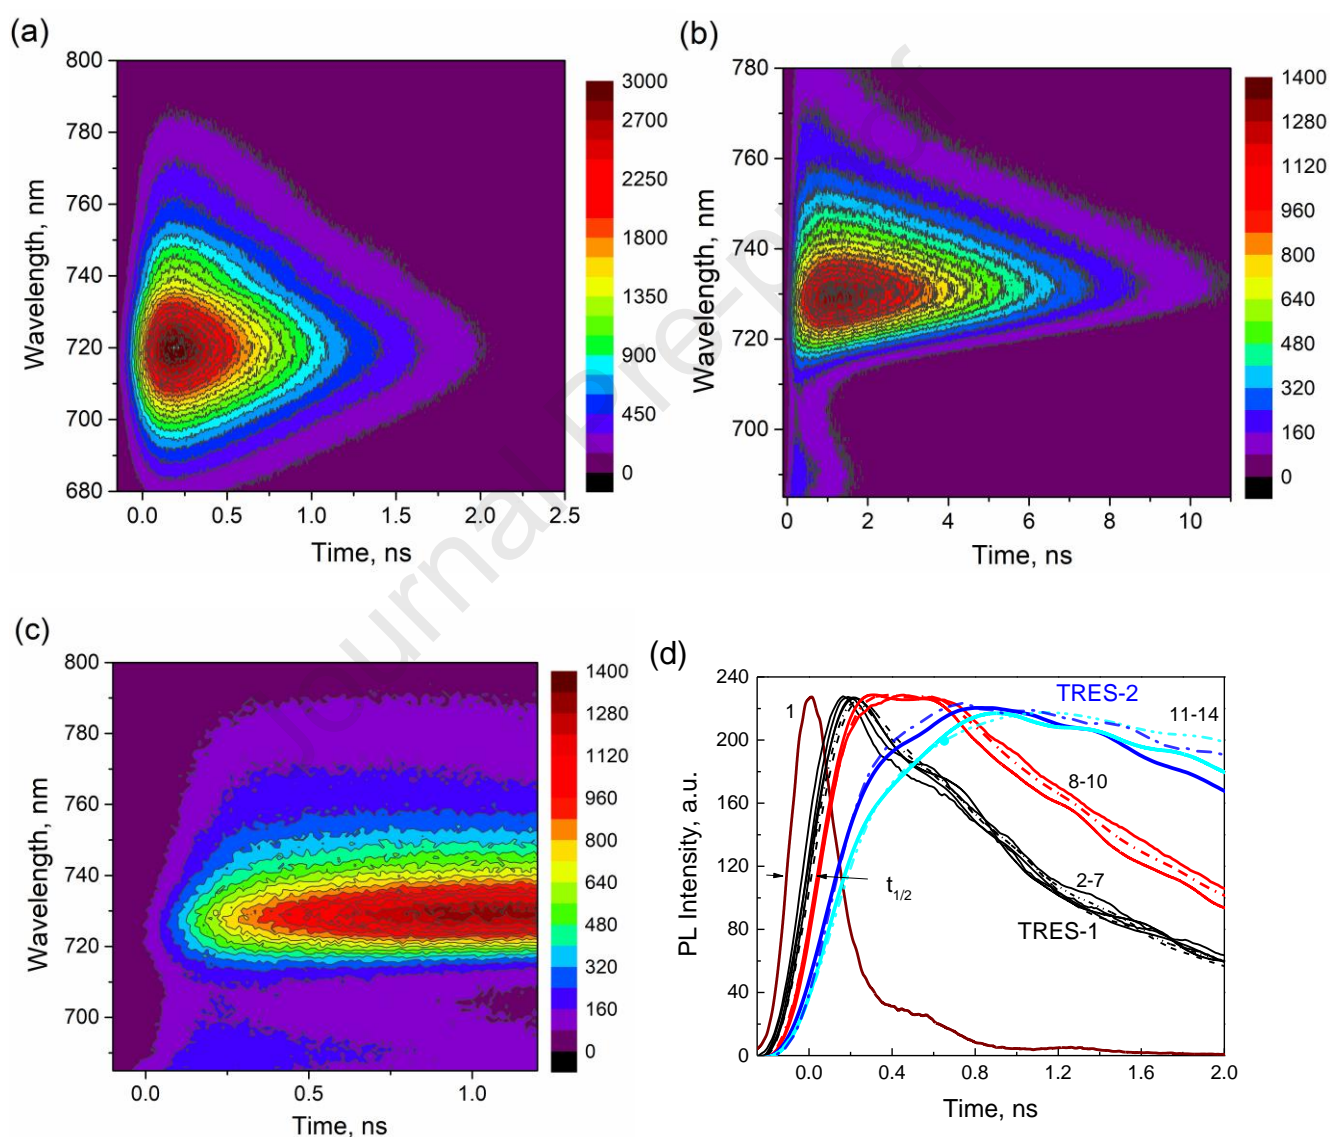 (a)
800
780
760
740
720
700
680
Wavelength, nm
0.0 0.5 1.0 1.5 2.0 2.5
Time, ns
3000
2700
2250
1800
1350
900
450
0
(b)
780
760
740
720
700
Wavelength, nm
0 2 4 6 8 10
Time, ns
1400
1280
1120
960
800
640
480
320
160
0
Journal Pre-proof
(c)
800
780
760
740
720
700
Wavelength, nm
0.0 0.5 1.0
Time, ns
1400
1280
1120
960
800
640
480
320
160
0
(d)
240
200
160
120
80
40
0
PL Intensity, a.u.
1
TRES-2
11-14
8-10
2-7
TRES-1
t1/2
0.0 0.4 0.8 1.2 1.6 2.0
Time, ns